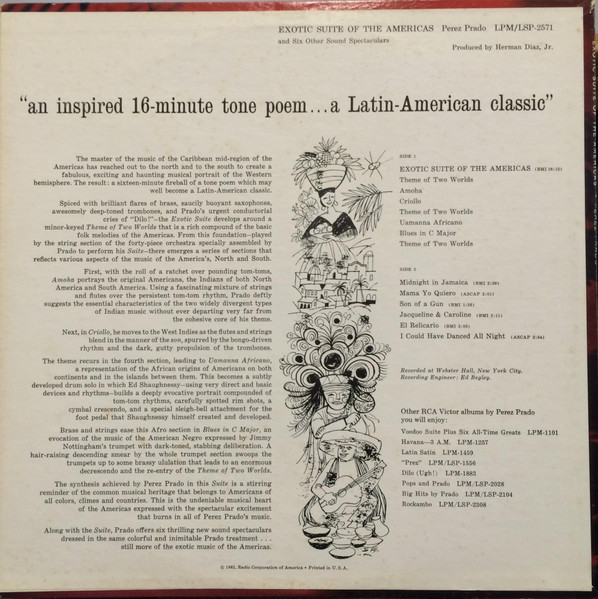 EXOTIC SUITE OF THE AMERICAS Perez Prado LPM/LSP-2571
and Six Other Sound Spectaculars
Produced by Herman Diaz, Jr.
"an inspired 16-minute tone poem...a Latin-American classic"
The master of the music of the Caribbean mid-region of the
Americas has reached out to the north and to the south to create a
fabulous, exciting and haunting musical portrait of the Western
hemisphere. The result: a sixteen-minute fireball of a tone poem which may
well become a Latin-American classic.
Spiced with brilliant flares of brass, saucily buoyant saxophones,
awesomely deep-toned trombones, and Prado's urgent conductorial
cries of "Dilo!"—the Exotic Suite develops around a
minor-keyed Theme of Two Worlds that is a rich compound of the basic
folk melodies of the Americas. From this foundation—played
by the string section of the forty-piece orchestra specially assembled by
Prado to perform his Suite—there emerges a series of sections that
reflects various aspects of the music of the America's, North and South.
First, with the roll of a ratchet over pounding tom-toms,
Amoha portrays the original Americans, the Indians of both North
America and South America. Using a fascinating mixture of strings
and flutes over the persistent tom-tom rhythm, Prado deftly
suggests the essential characteristics of the two widely divergent types
of Indian music without ever departing very far from
the cohesive core of his theme.
Next, in Criollo, he moves to the West Indies as the flutes and strings
blend in the manner of the son, spurred by the bongo-driven
rhythm and the dark, gutty propulsion of the trombones.
The theme recurs in the fourth section, leading to Uamanna Africano,
a representation of the African origins of Americans on both
continents and in the islands between them. This becomes a subtly
developed drum solo in which Ed Shaughnessy—using very direct and basic
devices and rhythms—builds a deeply evocative portrait compounded of
tom-tom rhythms, carefully spotted rim shots, a
cymbal crescendo, and a special sleigh-bell attachment for the
foot pedal that Shaughnessy himself created and developed.
Brass and strings ease this Afro section in Blues in C Major, an
evocation of the music of the American Negro expressed by Jimmy
Nottingham's trumpet with dark-toned, stabbing deliberation. A
hair-raising descending smear by the whole trumpet section swoops the
trumpets up to some brassy ululation that leads to an enormous
decrescendo and the re-entry of the Theme of Two Worlds.
The synthesis achieved by Perez Prado in this Suite is a stirring
reminder of the common musical heritage that belongs to Americans of
all colors, climes and countries. This is the undeniable musical heart
of the Americas expressed with the spectacular excitement
that burns in all of Perez Prado's music.
Along with the Suite, Prado offers six thrilling new sound spectaculars
dressed in the same colorful and inimitable Prado treatment . . .
still more of the exotic music of the Americas.
SIDE 1
EXOTIC SUITE OF THE AMERICAS (BMI 16:15)
Theme of Two Worlds
Amoha
Criollo
Theme of Two Worlds
Uamanna Africano
Blues in C Major
Theme of Two Worlds
SIDE 2
Midnight in Jamaica (BMI
Mama Yo Quiero (ASCAP
Son of a Gun (BMI
Jacqueline & Caroline (BMI
El Relicario (BMI
I Could Have Danced All Night (ASCAP
Recorded at Webster Hall, New York City.
Recording Engineer: Ed Begley.
Other RCA Victor albums by Perez Prado
you will enjoy:
Voodoo Suite Plus Six All-Time Greats LPM-1101
Havana—3 A.M. LPM-1257
Latin Satin LPM-1459
"Prez" LPM/LSP-1556
Dilo (Ugh!) LPM-1883
Pops and Prado LPM/LSP-2028
Big Hits by Prado LPM/LSP-2104
Rockambo LPM/LSP-2308
© 1962, Radio Corporation of America • Printed in U. S. A.